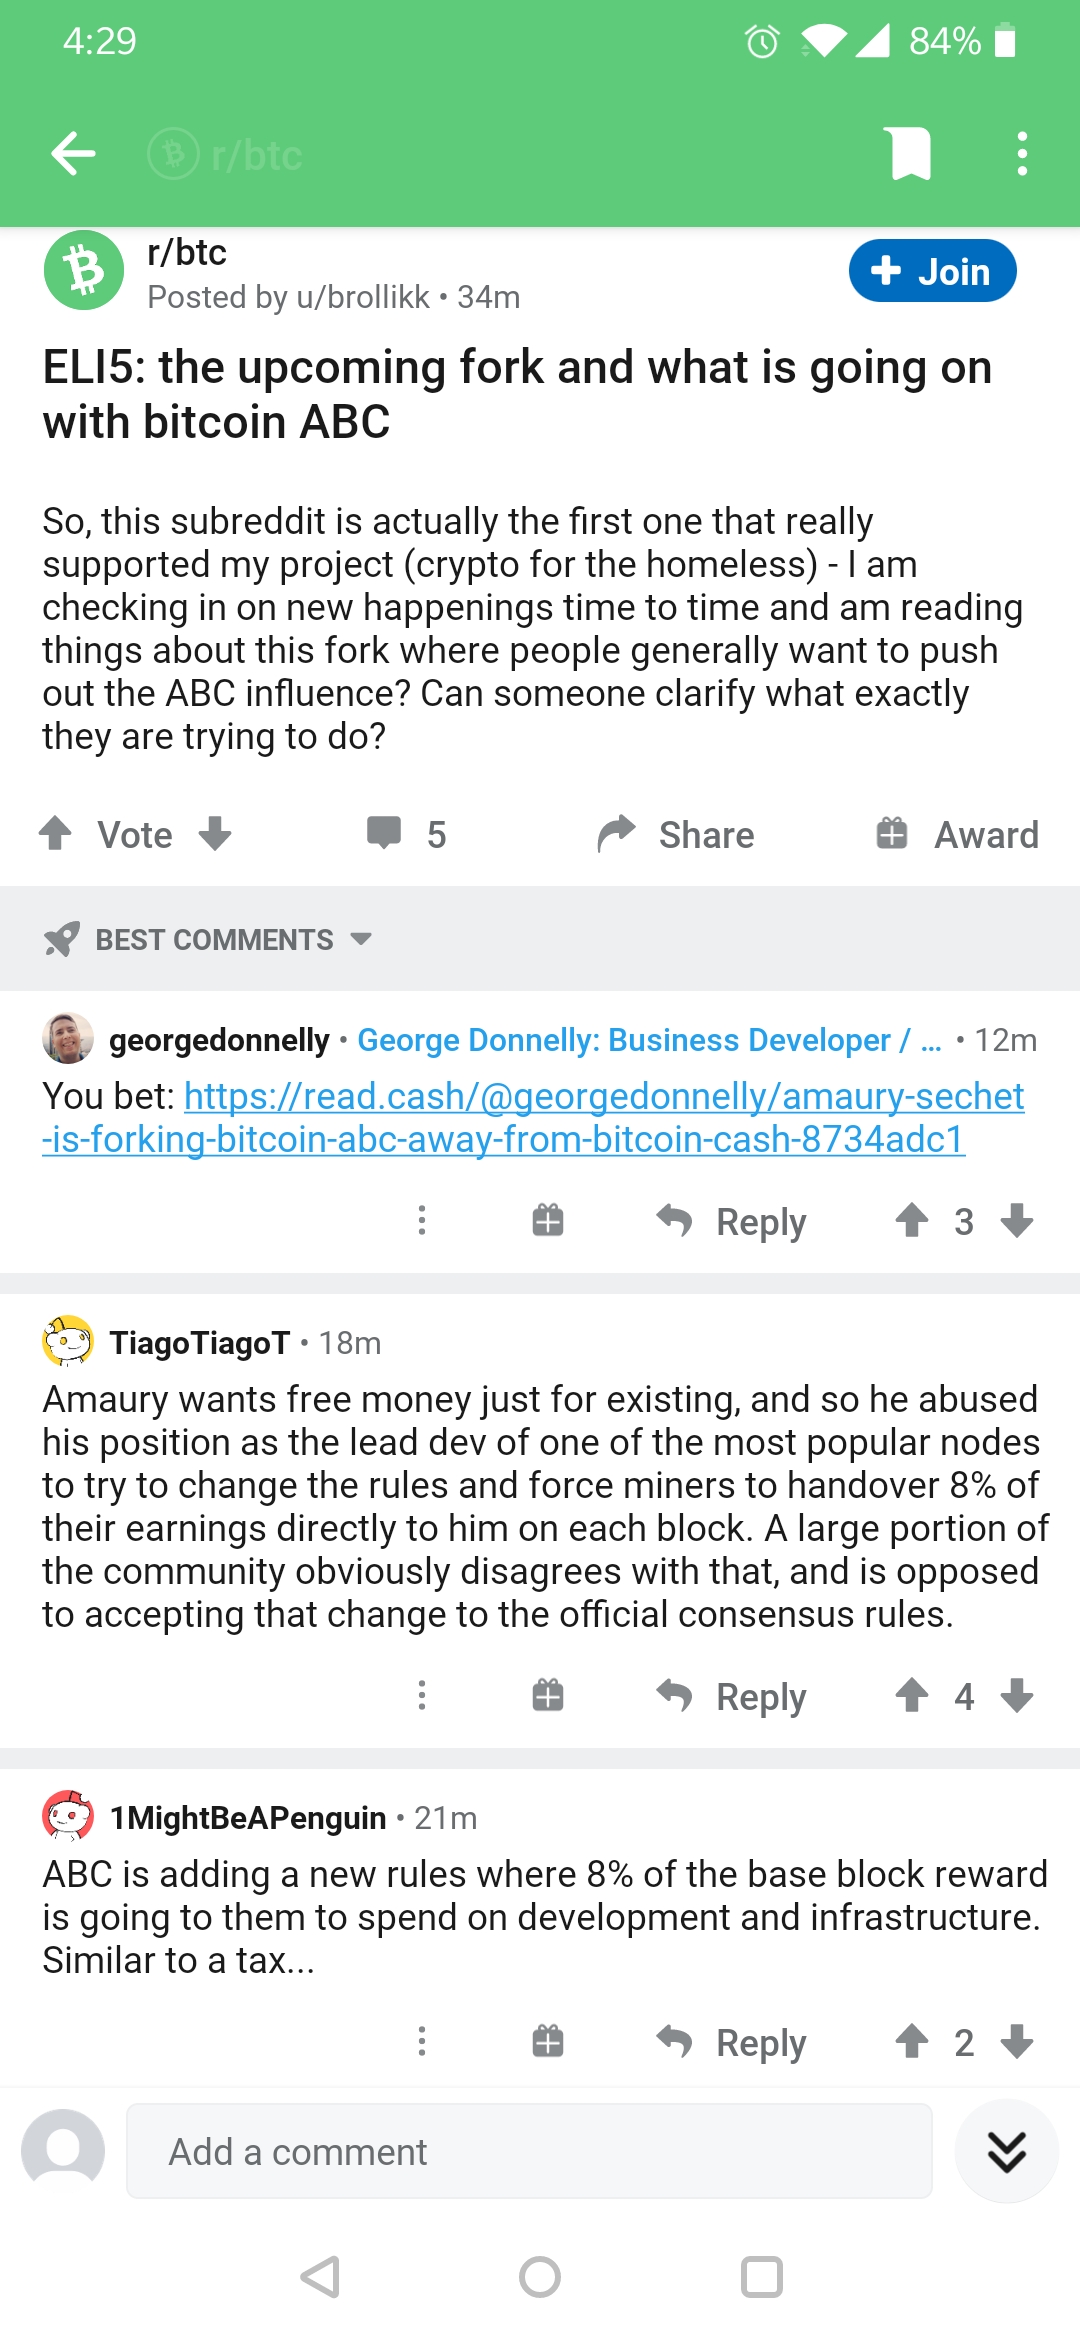 4:29
84%
r/btc
r/btc
Posted by u/brollikk • 34m
Join
ELI5: the upcoming fork and what is going on
with bitcoin ABC
So, this subreddit is actually the first one that really
supported my project (crypto for the homeless) - I am
checking in on new happenings time to time and am reading
things about this fork where people generally want to push
out the ABC influence? Can someone clarify what exactly
they are trying to do?
Vote
5
Share
Award
BEST COMMENTS
georgedonnelly • George Donnelly: Business Developer / ... • 12m
You bet: https://read.cash/@georgedonnelly/amaury-sechet
-is-forking-bitcoin-abc-away-from-bitcoin-cash-8734adc1
Reply
3
TiagoTiagoT • 18m
Amaury wants free money just for existing, and so he abused
his position as the lead dev of one of the most popular nodes
to try to change the rules and force miners to handover 8% of
their earnings directly to him on each block. A large portion of
the community obviously disagrees with that, and is opposed
to accepting that change to the official consensus rules.
Reply
4
1MightBeAPenguin • 21m
ABC is adding a new rules where 8% of the base block reward
is going to them to spend on development and infrastructure.
Similar to a tax...
Reply
2
Add a comment